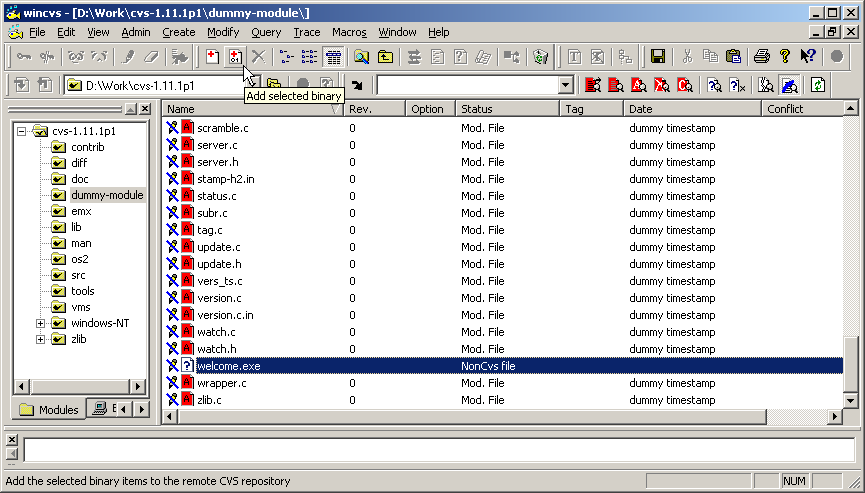 wincvs - [D:\Work\cvs-1.11.1p1\dummy-module\]
File Edit View Admin Create Modify Query Trace Macros Window Help
D:\Work\cvs-1.11.1p1
Add selected binary
Name Rev. Option Status Tag Date Conflict
cvs-1.11.1p1
contrib
diff
doc
dummy-module
emx
lib
man
os2
src
tools
vms
windows-NT
zlib
Modules
scramble.c 0 Mod. File dummy timestamp
server.c 0 Mod. File dummy timestamp
server.h 0 Mod. File dummy timestamp
stamp-h2.in 0 Mod. File dummy timestamp
status.c 0 Mod. File dummy timestamp
subr.c 0 Mod. File dummy timestamp
tag.c 0 Mod. File dummy timestamp
update.c 0 Mod. File dummy timestamp
update.h 0 Mod. File dummy timestamp
vers_ts.c 0 Mod. File dummy timestamp
version.c 0 Mod. File dummy timestamp
version.c.in 0 Mod. File dummy timestamp
watch.c 0 Mod. File dummy timestamp
watch.h 0 Mod. File dummy timestamp
welcome.exe NonCvs file
wrapper.c 0 Mod. File dummy timestamp
zlib.c 0 Mod. File dummy timestamp
Add the selected binary items to the remote CVS repository
NUM